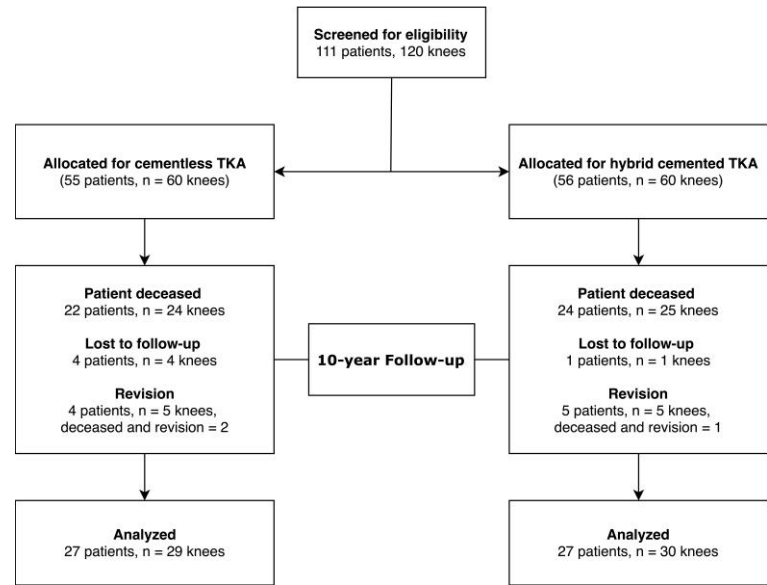 Screened for eligibility
111 patients, 120 knees
Allocated for cementless TKA
(55 patients, n = 60 knees)
Allocated for hybrid cemented TKA
(56 patients, n = 60 knees)
Patient deceased
22 patients, n = 24 knees
Lost to follow-up
4 patients, n = 4 knees
Revision
4 patients, n = 5 knees,
deceased and revision = 2
10-year Follow-up
Patient deceased
24 patients, n = 25 knees
Lost to follow-up
1 patients, n = 1 knees
Revision
5 patients, n = 5 knees,
deceased and revision = 1
Analyzed
27 patients, n = 29 knees
Analyzed
27 patients, n = 30 knees